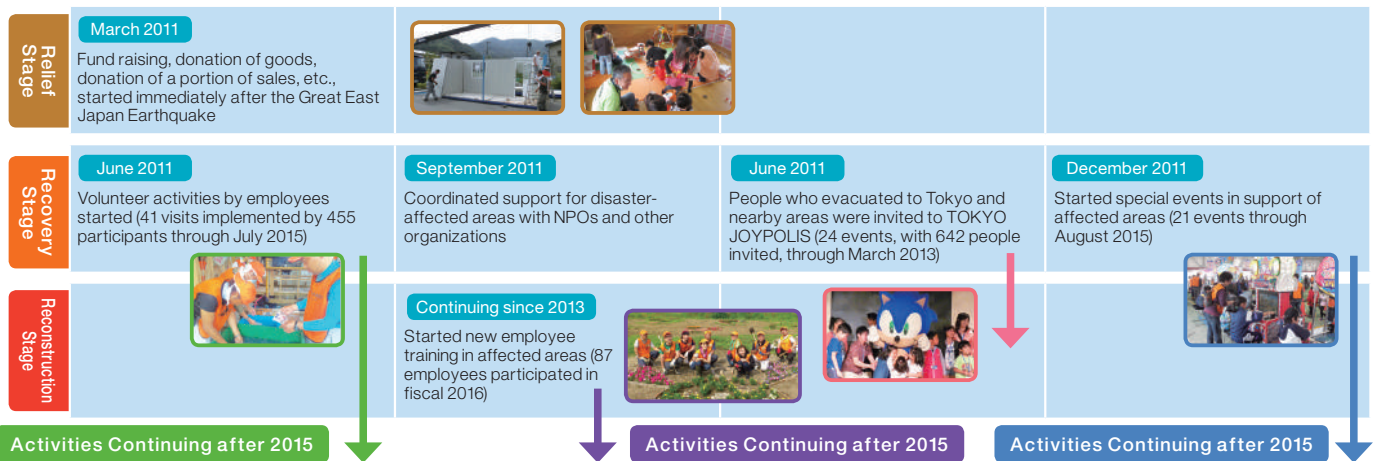 Relief
Stage
March 2011
Fund raising, donation of goods,
donation of a portion of sales, etc.,
started immediately after the Great East
Japan Earthquake
Recovery
Stage
June 2011
Volunteer activities by employees
started (41 visits implemented by 455
participants through July 2015)
September 2011
Coordinated support for disaster-
affected areas with NPOs and other
organizations
June 2011
People who evacuated to Tokyo and
nearby areas were invited to TOKYO
JOYPOLIS (24 events, with 642 people
invited, through March 2013)
December 2011
Started special events in support of
affected areas (21 events through
August 2015)
Reconstruction
Stage
Continuing since 2013
Started new employee
training in affected areas (87
employees participated in
fiscal 2016)
Activities Continuing after 2015
Activities Continuing after 2015
Activities Continuing after 2015